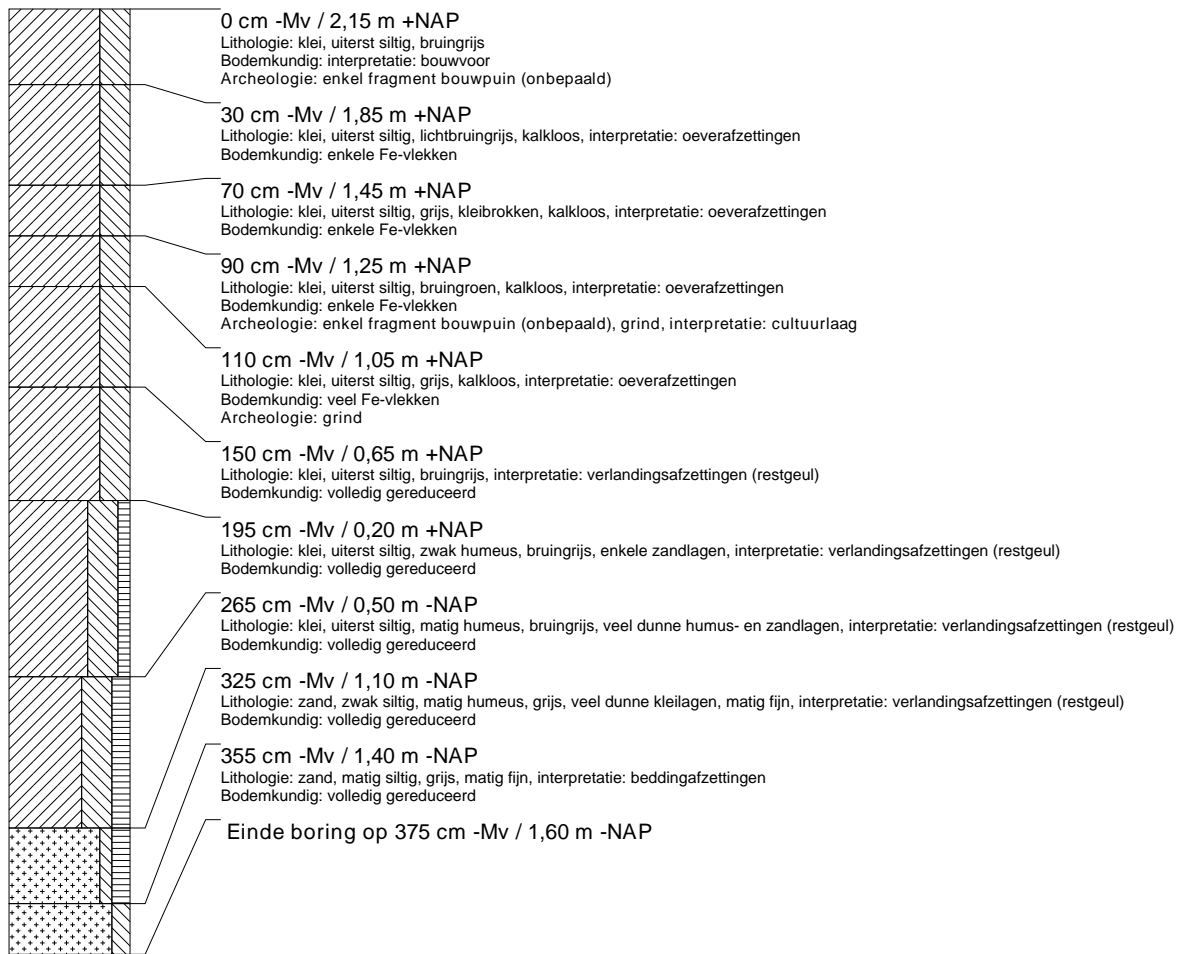 0 cm -Mv / 2,15 m +NAP
Lithologie: klei, uiterst siltig, bruingrijs
Bodemkundig: interpretatie: bouwvoor
Archeologie: enkel fragment bouwpuin (onbepaald)
30 cm -Mv / 1,85 m +NAP
Lithologie: klei, uiterst siltig, lichtbruingrijs, kalkloos, interpretatie: oeverafzettingen
Bodemkundig: enkele Fe-vlekken
70 cm -Mv / 1,45 m +NAP
Lithologie: klei, uiterst siltig, grijs, kleibrokken, kalkloos, interpretatie: oeverafzettingen
Bodemkundig: enkele Fe-vlekken
90 cm -Mv / 1,25 m +NAP
Lithologie: klei, uiterst siltig, bruingroen, kalkloos, interpretatie: oeverafzettingen
Bodemkundig: enkele Fe-vlekken
Archeologie: enkel fragment bouwpuin (onbepaald), grind, interpretatie: cultuurlaag
110 cm -Mv / 1,05 m +NAP
Lithologie: klei, uiterst siltig, grijs, kalkloos, interpretatie: oeverafzettingen
Bodemkundig: veel Fe-vlekken
Archeologie: grind
150 cm -Mv / 0,65 m +NAP
Lithologie: klei, uiterst siltig, bruingrijs, interpretatie: verlandingsafzettingen (restgeul)
Bodemkundig: volledig gereduceerd
195 cm -Mv / 0,20 m +NAP
Lithologie: klei, uiterst siltig, zwak humeus, bruingrijs, enkele zandlagen, interpretatie: verlandingsafzettingen (restgeul)
Bodemkundig: volledig gereduceerd
265 cm -Mv / 0,50 m -NAP
Lithologie: klei, uiterst siltig, matig humeus, bruingrijs, veel dunne humus- en zandlagen, interpretatie: verlandingsafzettingen (restgeul)
Bodemkundig: volledig gereduceerd
325 cm -Mv / 1,10 m -NAP
Lithologie: zand, zwak siltig, matig humeus, grijs, veel dunne kleilagen, matig fijn, interpretatie: verlandingsafzettingen (restgeul)
Bodemkundig: volledig gereduceerd
355 cm -Mv / 1,40 m -NAP
Lithologie: zand, matig siltig, grijs, matig fijn, interpretatie: beddingafzettingen
Bodemkundig: volledig gereduceerd
Einde boring op 375 cm -Mv / 1,60 m -NAP